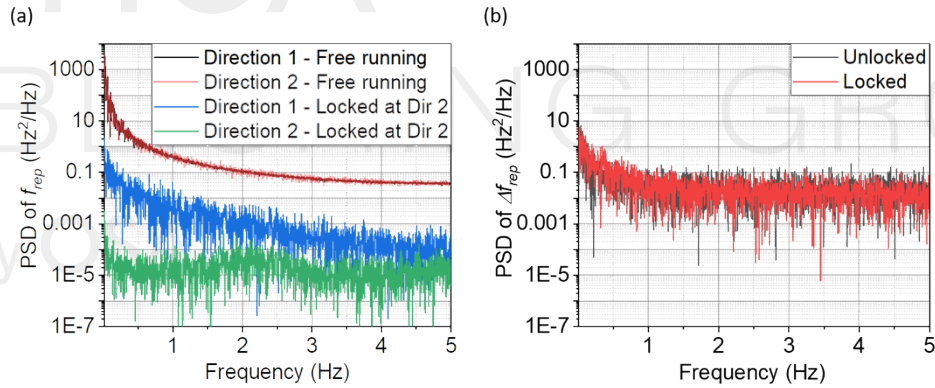 (a)
Direction 1 - Free running
Direction 2 - Free running
Direction 1 - Locked at Dir 2
Direction 2 - Locked at Dir 2
PSD of f_rep (Hz²/Hz)
1000
10
0.1
0.001
1E-5
1E-7
1 2 3 4 5
Frequency (Hz)
(b)
Unlocked
Locked
PSD of Δf_rep (Hz²/Hz)
1000
10
0.1
0.001
1E-5
1E-7
1 2 3 4 5
Frequency (Hz)